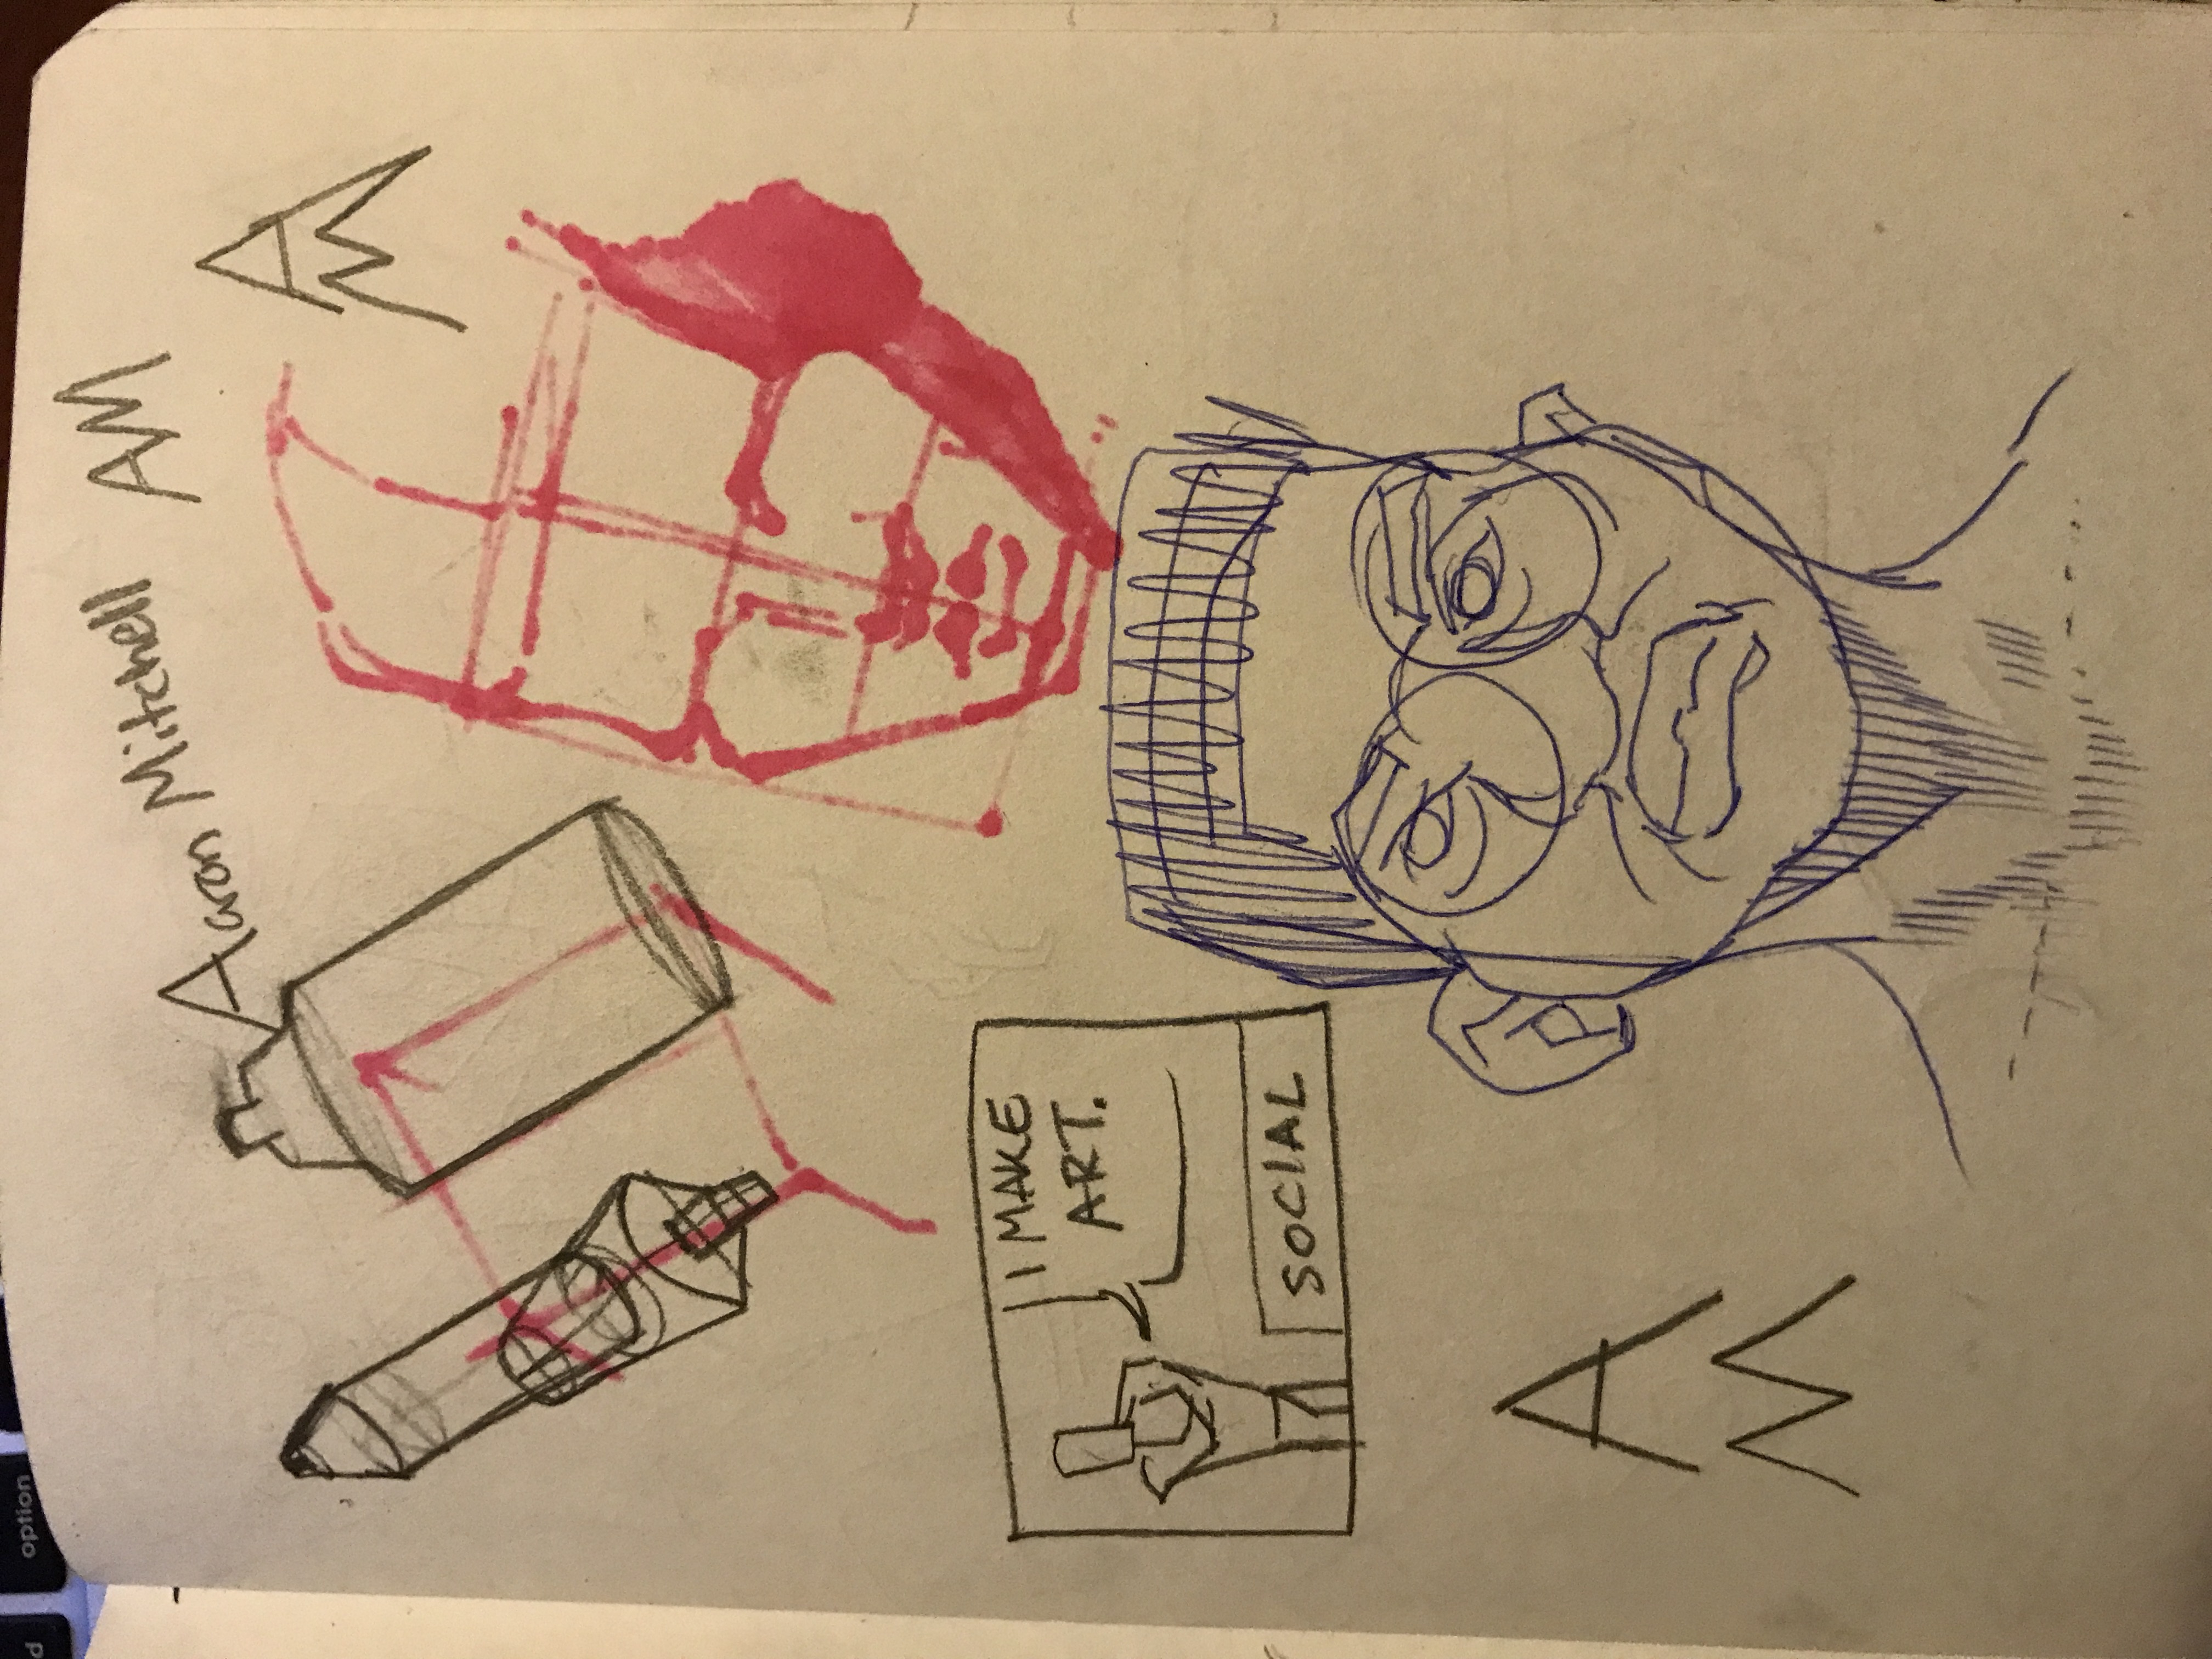 option
Aaron Mitchell
AM
A
M
I MAKE
ART.
SOCIAL
A
M